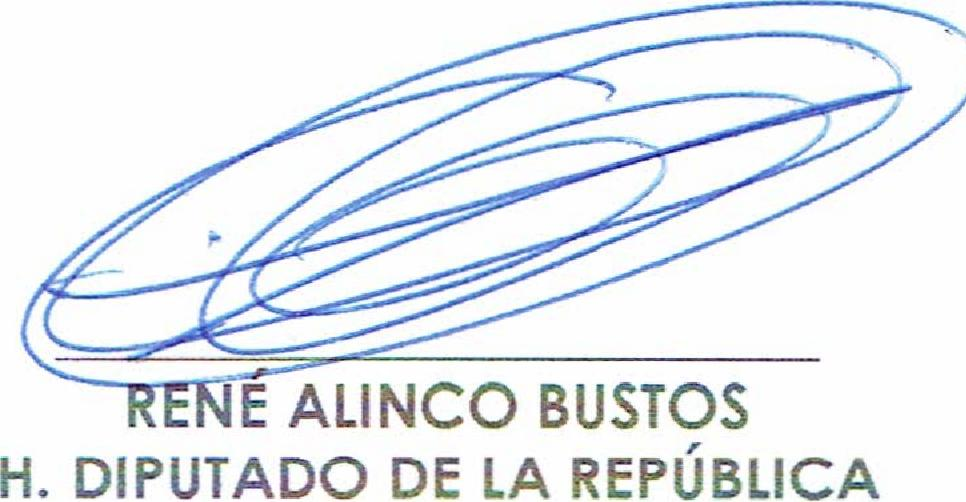 RENÉ ALINCO BUSTOS
H. DIPUTADO DE LA REPÚBLICA